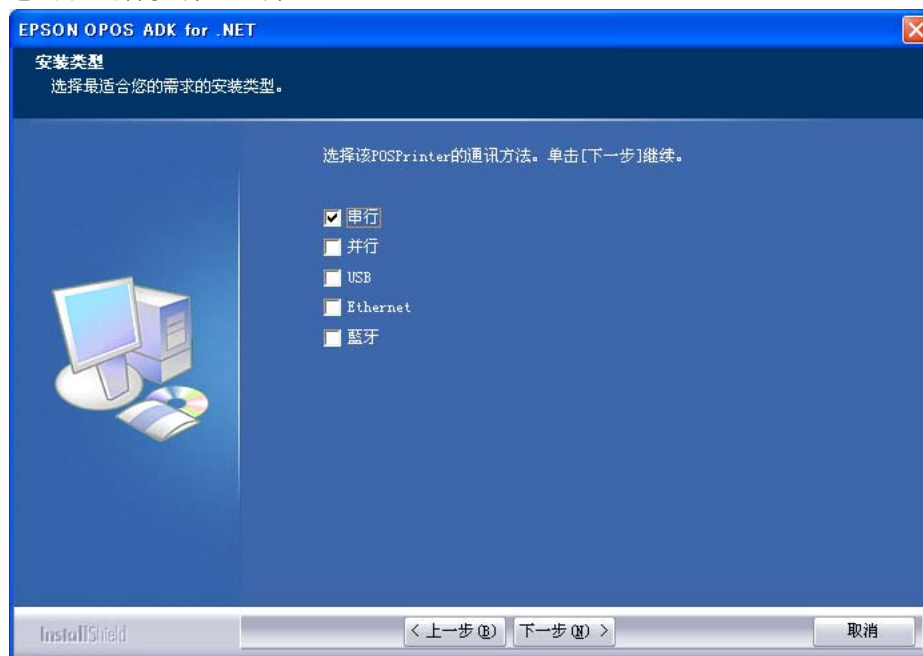 EPSON OPOS ADK for .NET
安装类型
选择最适合您的需求的安装类型。
选择该POSPrinter的通讯方法。单击[下一步]继续。
串行
并行
USB
Ethernet
藍牙
InstallShield
< 上一步(B)
下一步(N) >
取消